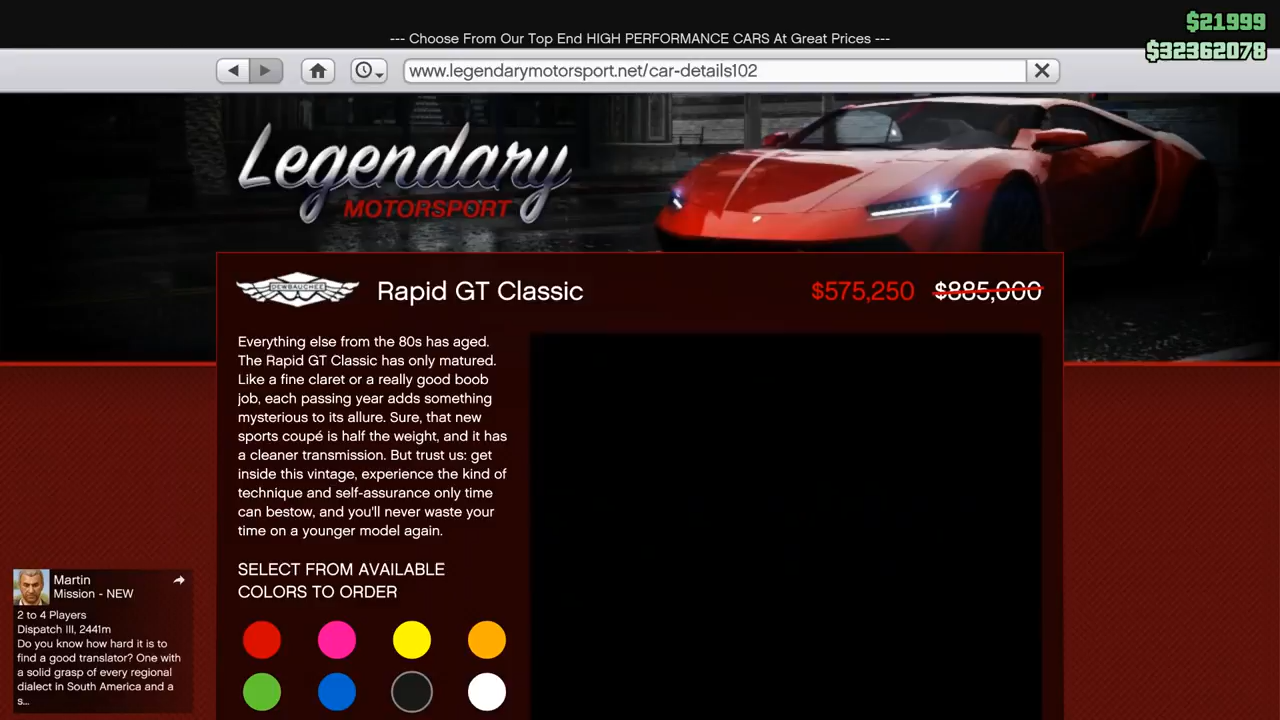 $21999
--- Choose From Our Top End HIGH PERFORMANCE CARS At Great Prices ---
$32362078
www.legendarymotorsport.net/car-details102
Legendary
MOTORSPORT
DEWBAUCHEE
Rapid GT Classic
$575,250 $885,000
Everything else from the 80s has aged.
The Rapid GT Classic has only matured.
Like a fine claret or a really good boob
job, each passing year adds something
mysterious to its allure. Sure, that new
sports coupé is half the weight, and it has
a cleaner transmission. But trust us: get
inside this vintage, experience the kind of
technique and self-assurance only time
can bestow, and you'll never waste your
time on a younger model again.
SELECT FROM AVAILABLE
COLORS TO ORDER
Martin
Mission - NEW
2 to 4 Players
Dispatch III, 2441m
Do you know how hard it is to
find a good translator? One with
a solid grasp of every regional
dialect in South America and a
s...